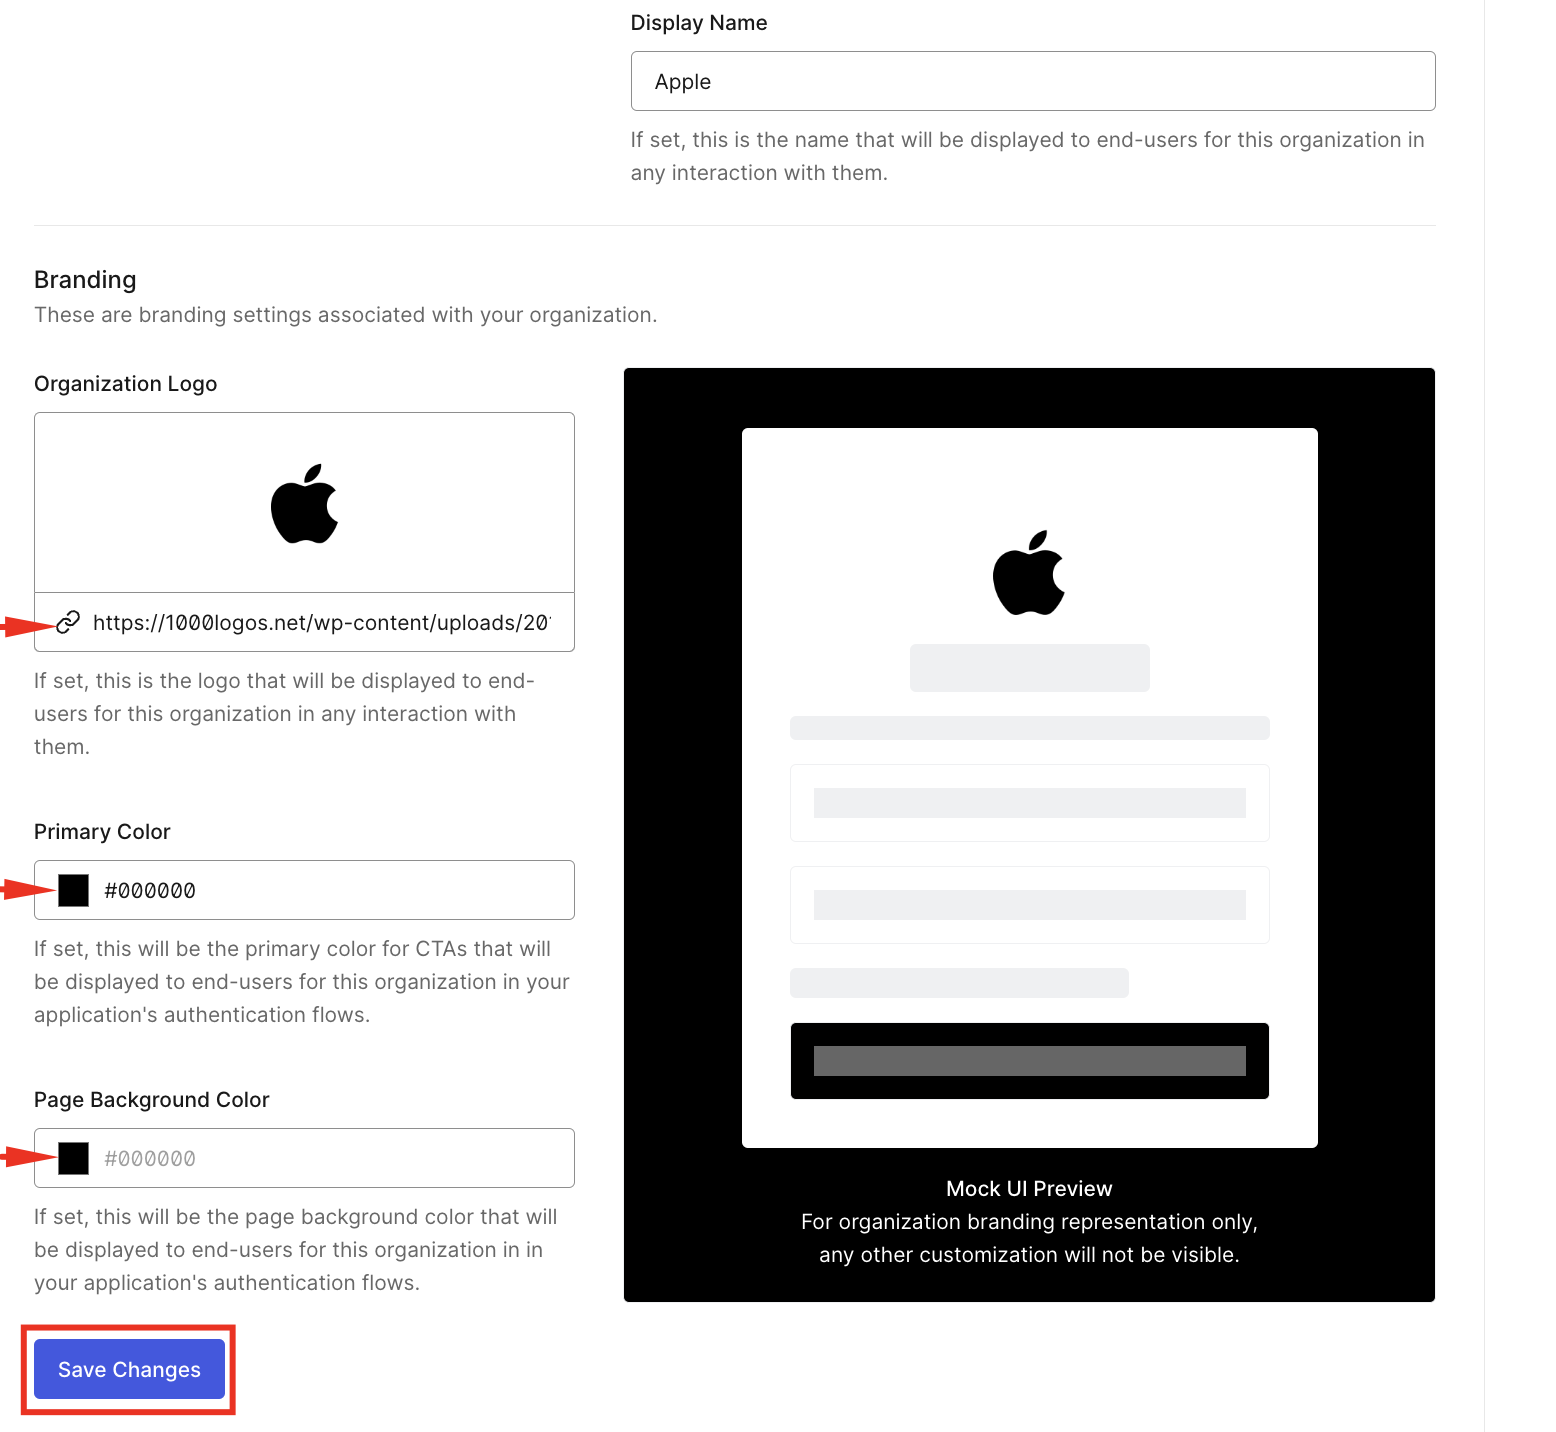 Display Name
Apple
If set, this is the name that will be displayed to end-users for this organization in
any interaction with them.
Branding
These are branding settings associated with your organization.
Organization Logo
https://1000logos.net/wp-content/uploads/20
If set, this is the logo that will be displayed to end-
users for this organization in any interaction with
them.
Primary Color
#000000
If set, this will be the primary color for CTAs that will
be displayed to end-users for this organization in your
application's authentication flows.
Page Background Color
#000000
If set, this will be the page background color that will
be displayed to end-users for this organization in in
your application's authentication flows.
Mock UI Preview
For organization branding representation only,
any other customization will not be visible.
Save Changes